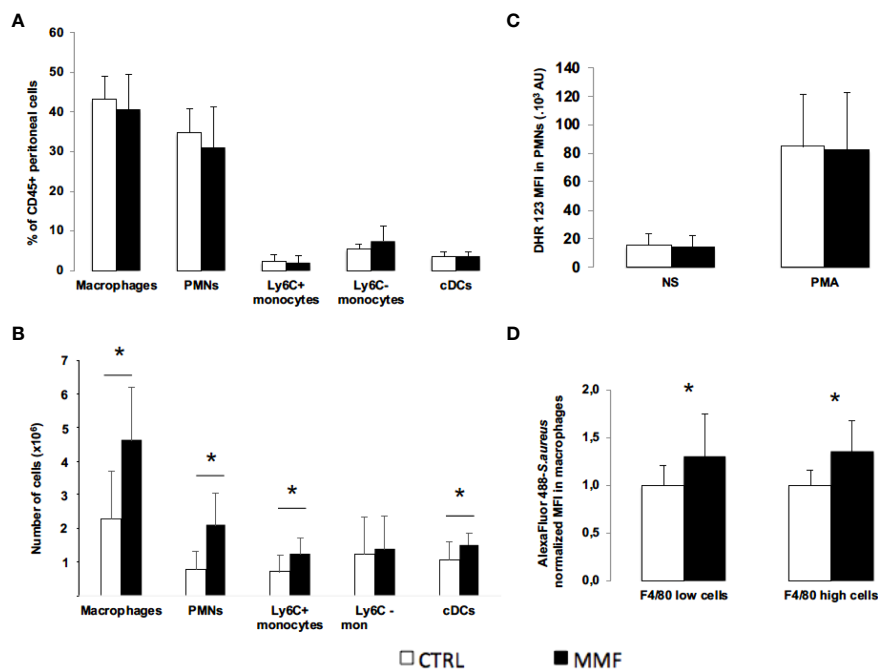 A
% of CD45+ peritoneal cells
60
50
40
30
20
10
0
Macrophages
PMNs
Ly6C+
monocytes
Ly6C-
monocytes
cDCs
C
DHR 123 MFI in PMNs (.10³ AU)
140
120
100
80
60
40
20
0
NS
PMA
B
Number of cells (x10⁶)
7
6
5
4
3
2
1
*
*
*
*
Macrophages
PMNs
Ly6C+
monocytes
Ly6C -
mon
cDCs
D
AlexaFluor 488-S.aureus
normalized MFI in macrophages
2,0
1,5
1,0
0,5
0,0
*
*
F4/80 low cells
F4/80 high cells
CTRL
MMF